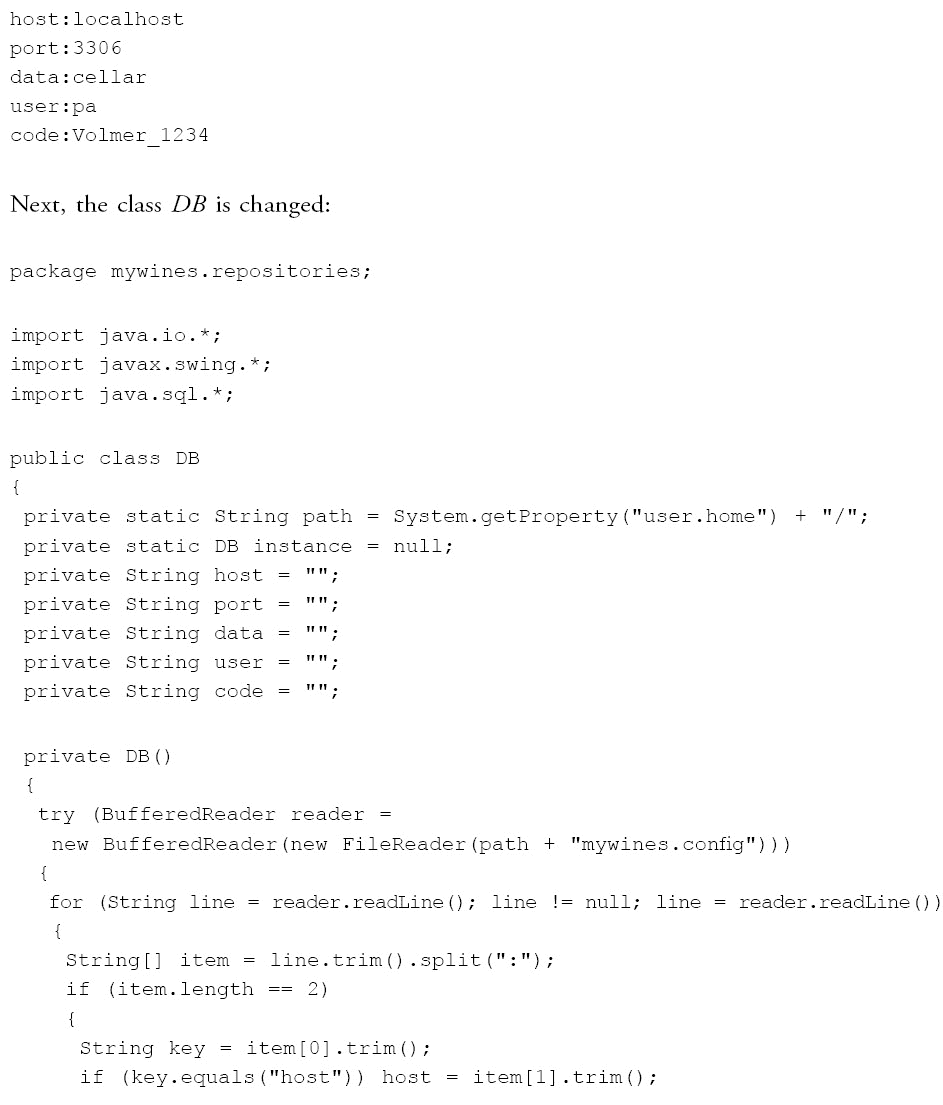 host:localhost
port:3306
data:cellar
user:pa
code:Volmer_1234
Next, the class DB is changed:
package mywines.repositories;
import java.io.*;
import javax.swing.*;
import java.sql.*;
public class DB
{
private static String path = System.getProperty("user.home") + "/";
private static DB instance = null;
private String host = "";
private String port = "";
private String data = "";
private String user = "";
private String code = "";
private DB()
{
try (BufferedReader reader =
new BufferedReader(new FileReader(path + "mywines.config")))
{
for (String line = reader.readLine(); line != null; line = reader.readLine())
{
String[] item = line.trim().split(":");
if (item.length == 2)
{
String key = item[0].trim();
if (key.equals("host")) host = item[1].trim();